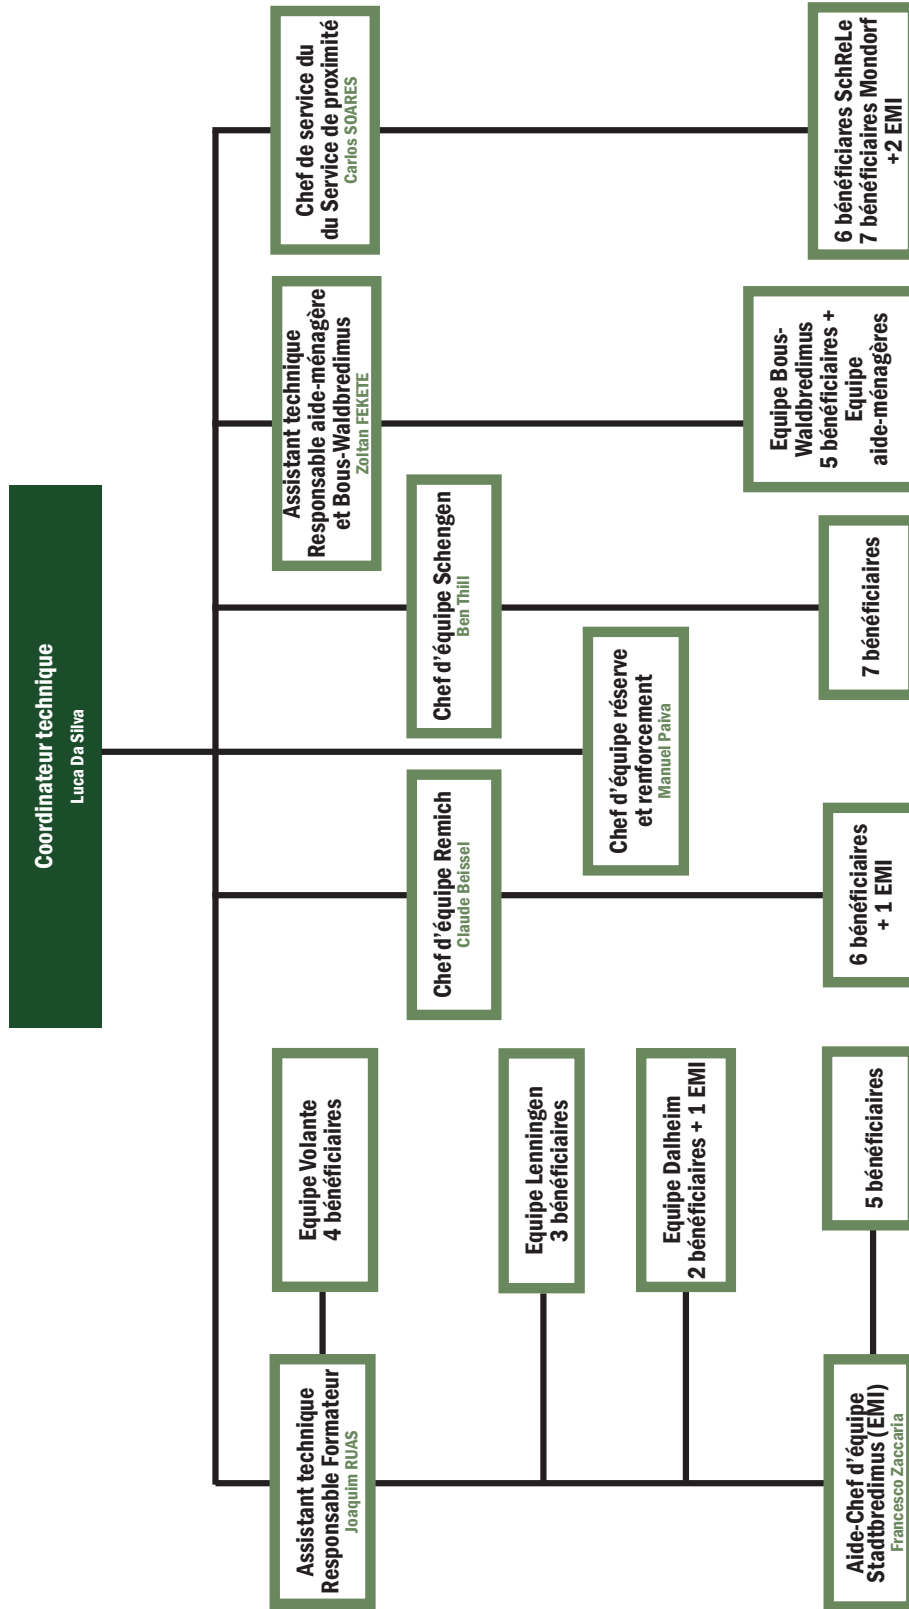 Coordinateur technique
Luca Da Silva
Assistant technique
Responsable Formateur
Joaquim RUAS
Equipe Volante
4 bénéficiaires
Assistant technique
Responsable aide-ménagère
et Bous-Waldbredimus
Zoltan FEKETE
Chef de service du
du Service de proximité
Carlos SOARES
Chef d'équipe Remich
Claude Beissel
Chef d'équipe Schengen
Ben Thill
Equipe Lenningen
3 bénéficiaires
Chef d'équipe réserve
et renforcement
Manuel Paiva
Equipe Dalheim
2 bénéficiaires + 1 EMI
Aide-Chef d'équipe
Stadtbredimus (EMI)
Francesco Zaccaria
5 bénéficiaires
6 bénéficiaires
+ 1 EMI
7 bénéficiaires
Equipe Bous-
Waldbredimus
5 bénéficiaires +
Equipe
aide-ménagères
6 bénéficiares SchReLe
7 bénéficiaires Mondorf
+2 EMI